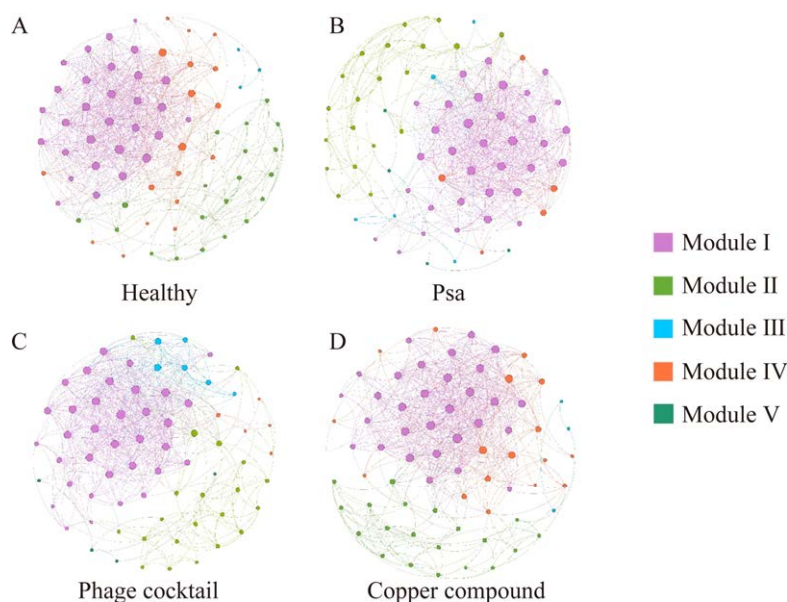 A
B
Healthy
Psa
C
D
Phage cocktail
Copper compound
Module I
Module II
Module III
Module IV
Module V